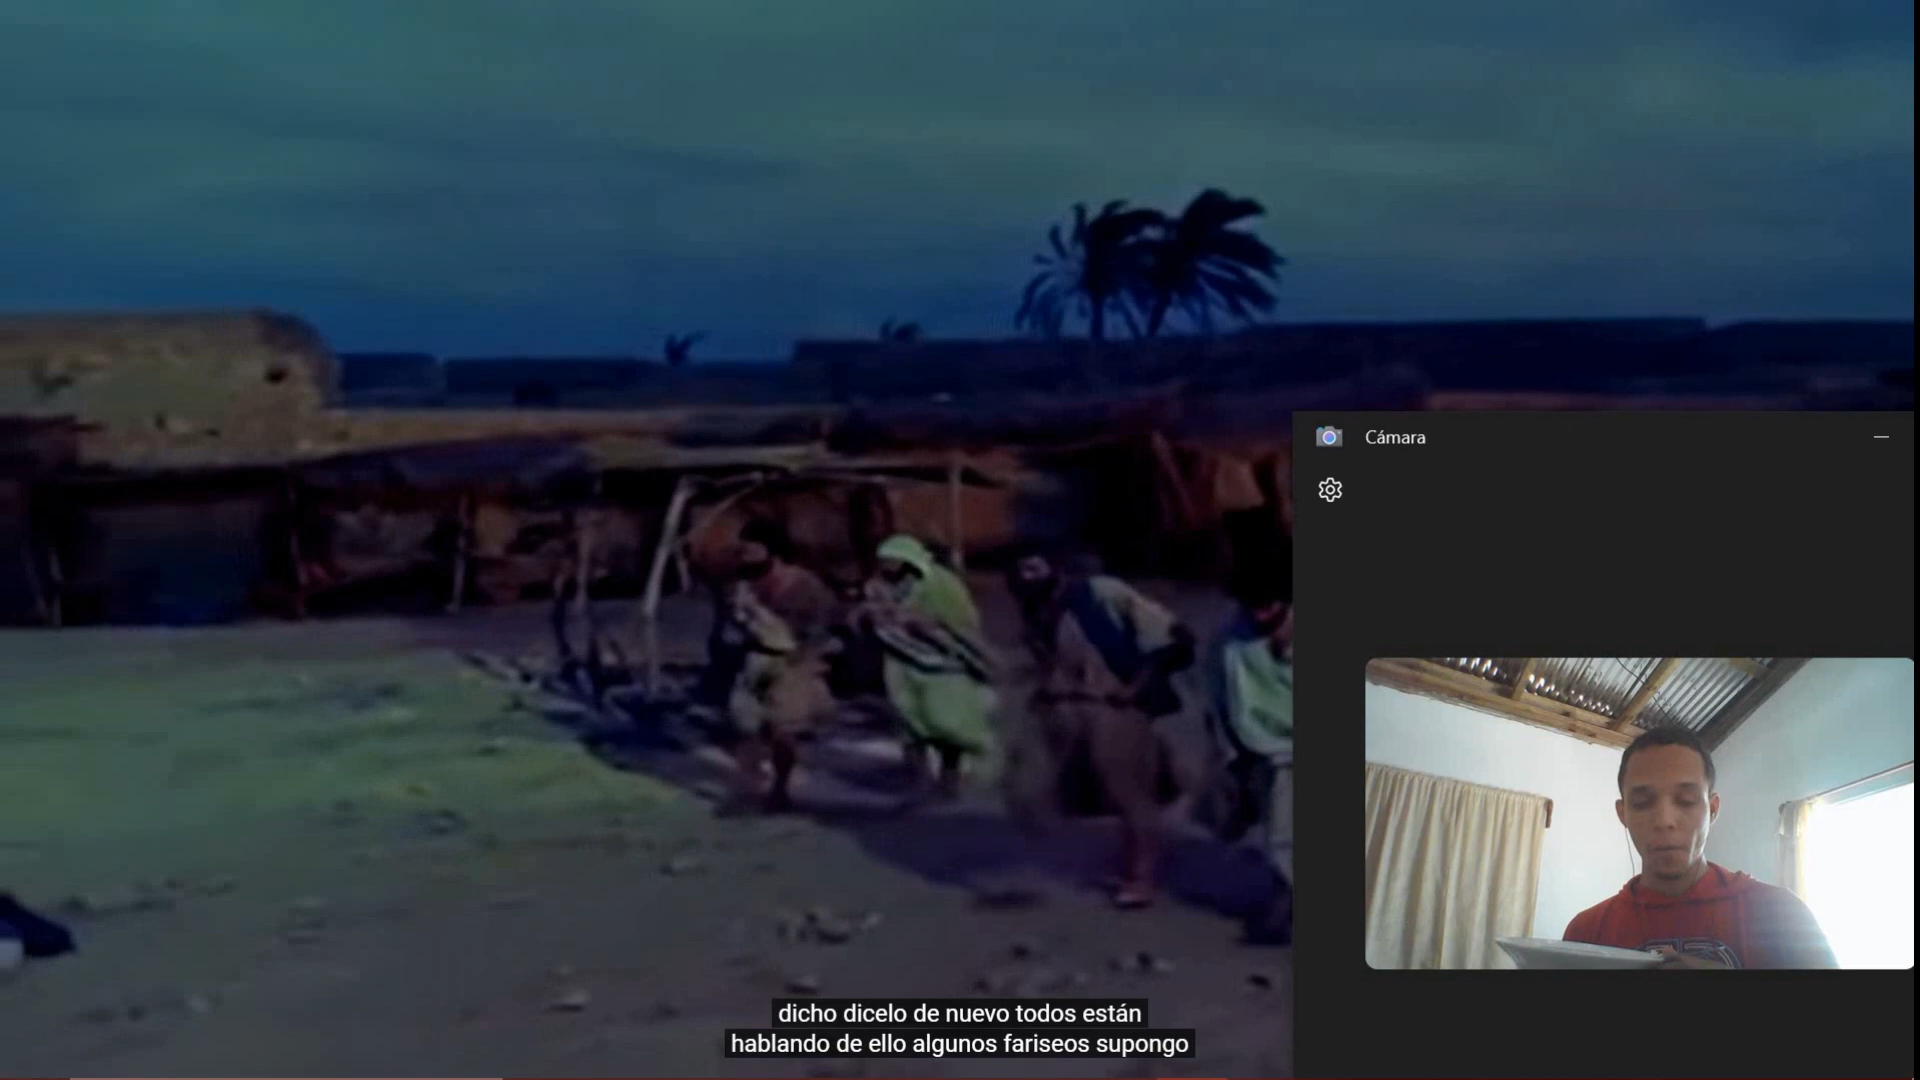 Cámara
dicho dicelo de nuevo todos están
hablando de ello algunos fariseos supongo